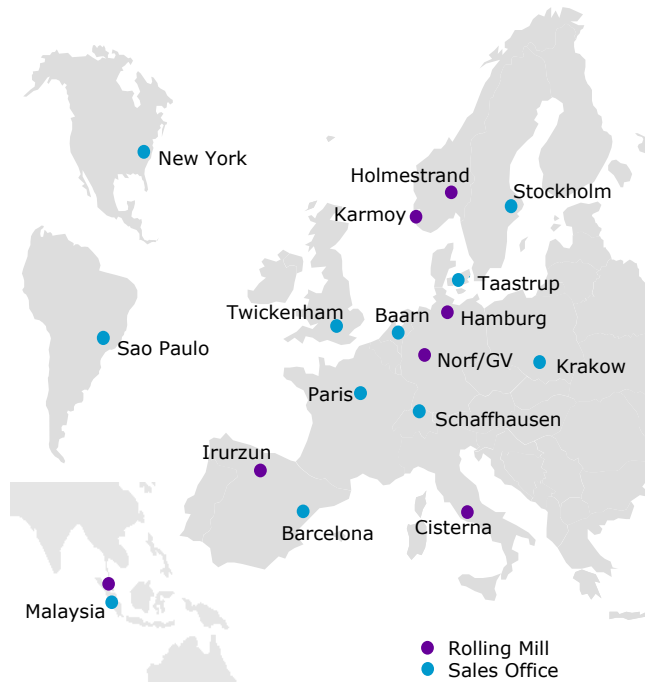 New York
Holmestrand
Stockholm
Karmoy
Taastrup
Twickenham
Baarn
Hamburg
Sao Paulo
Norf/GV
Krakow
Paris
Schaffhausen
Irurzun
Barcelona
Cisterna
Malaysia
Rolling Mill
Sales Office